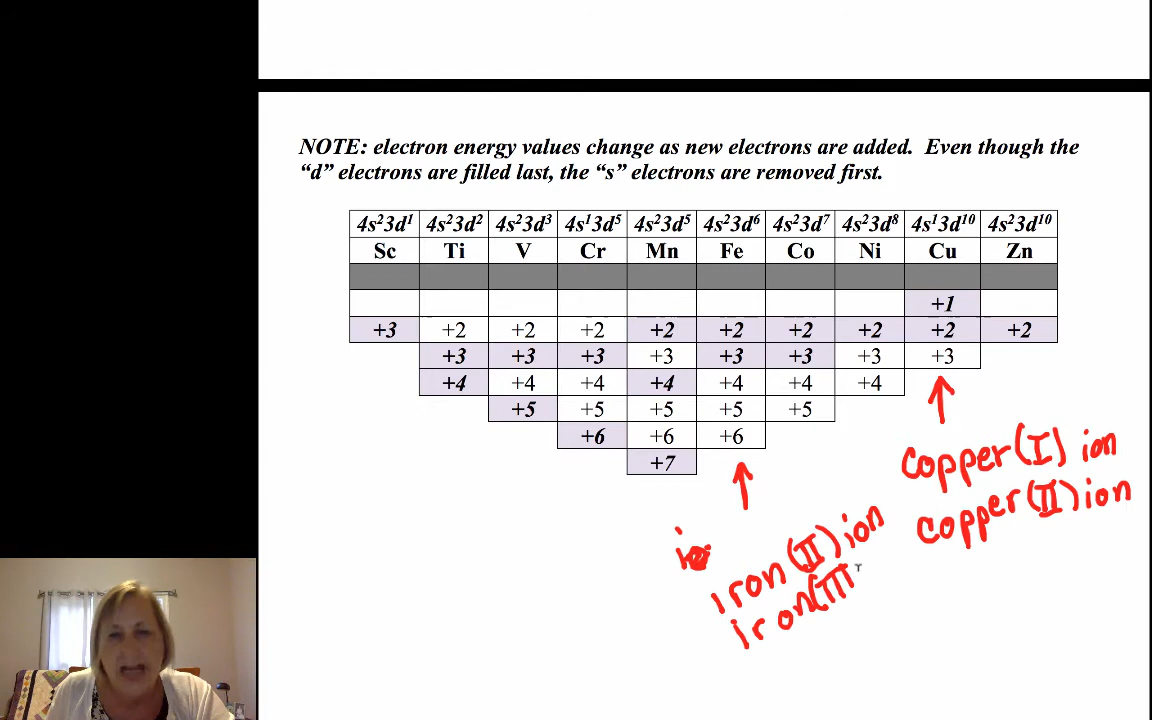 NOTE: electron energy values change as new electrons are added. Even though the
“d” electrons are filled last, the “s” electrons are removed first.
4s²3d¹ 4s²3d² 4s²3d³ 4s¹3d⁵ 4s²3d⁵ 4s²3d⁶ 4s²3d⁷ 4s²3d⁸ 4s¹3d¹⁰ 4s²3d¹⁰
Sc Ti V Cr Mn Fe Co Ni Cu Zn
+1
+3 +2 +2 +2 +2 +2 +2 +2 +2 +2
+3 +3 +3 +3 +3 +3 +3 +3
+4 +4 +4 +4 +4 +4 +4
+5 +5 +5 +5 +5
+6 +6 +6
+7
copper(I) ion
copper(II) ion
iron(II) ion
iron(III